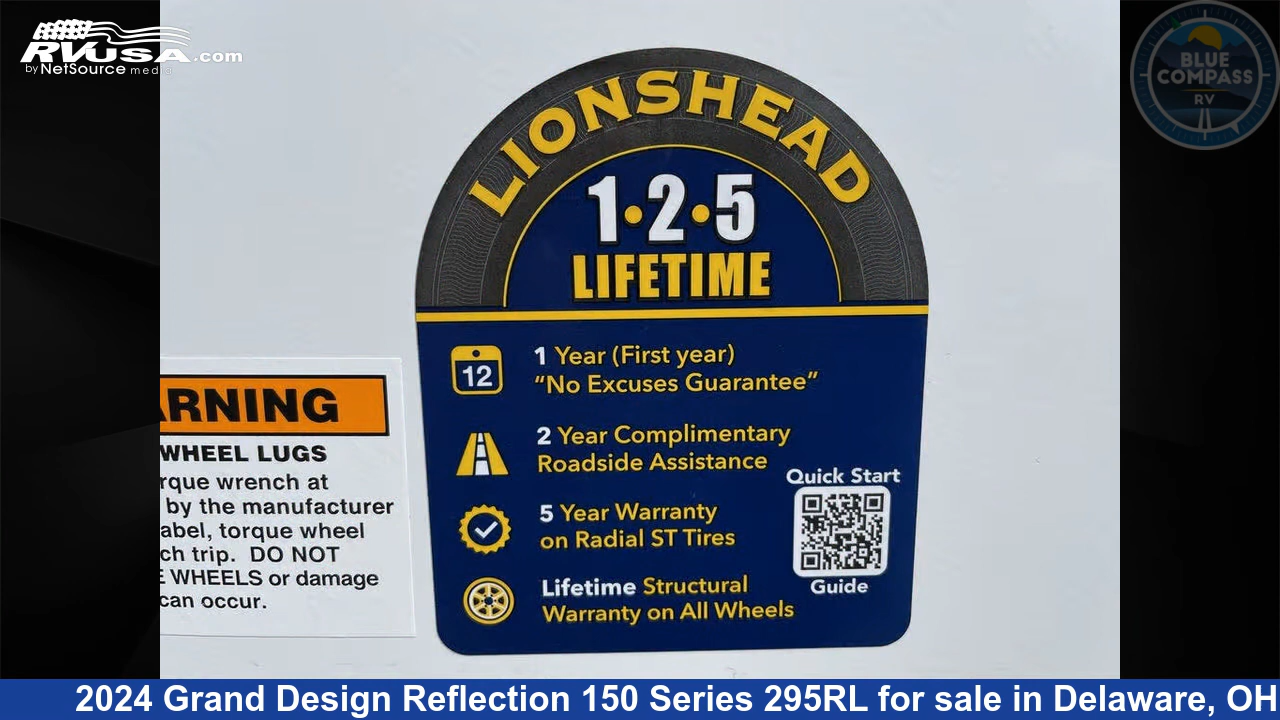 RVUSA.com
by NetSource media
BLUE
COMPASS
RV
LIONSHEAD
1•2•5
LIFETIME
12
1 Year (First year)
“No Excuses Guarantee”
2 Year Complimentary
Roadside Assistance
5 Year Warranty
on Radial ST Tires
Lifetime Structural
Warranty on All Wheels
Quick Start
Guide
ARNING
WHEEL LUGS
rque wrench at
by the manufacturer
abel, torque wheel
ch trip. DO NOT
E WHEELS or damage
can occur.
2024 Grand Design Reflection 150 Series 295RL for sale in Delaware, OH